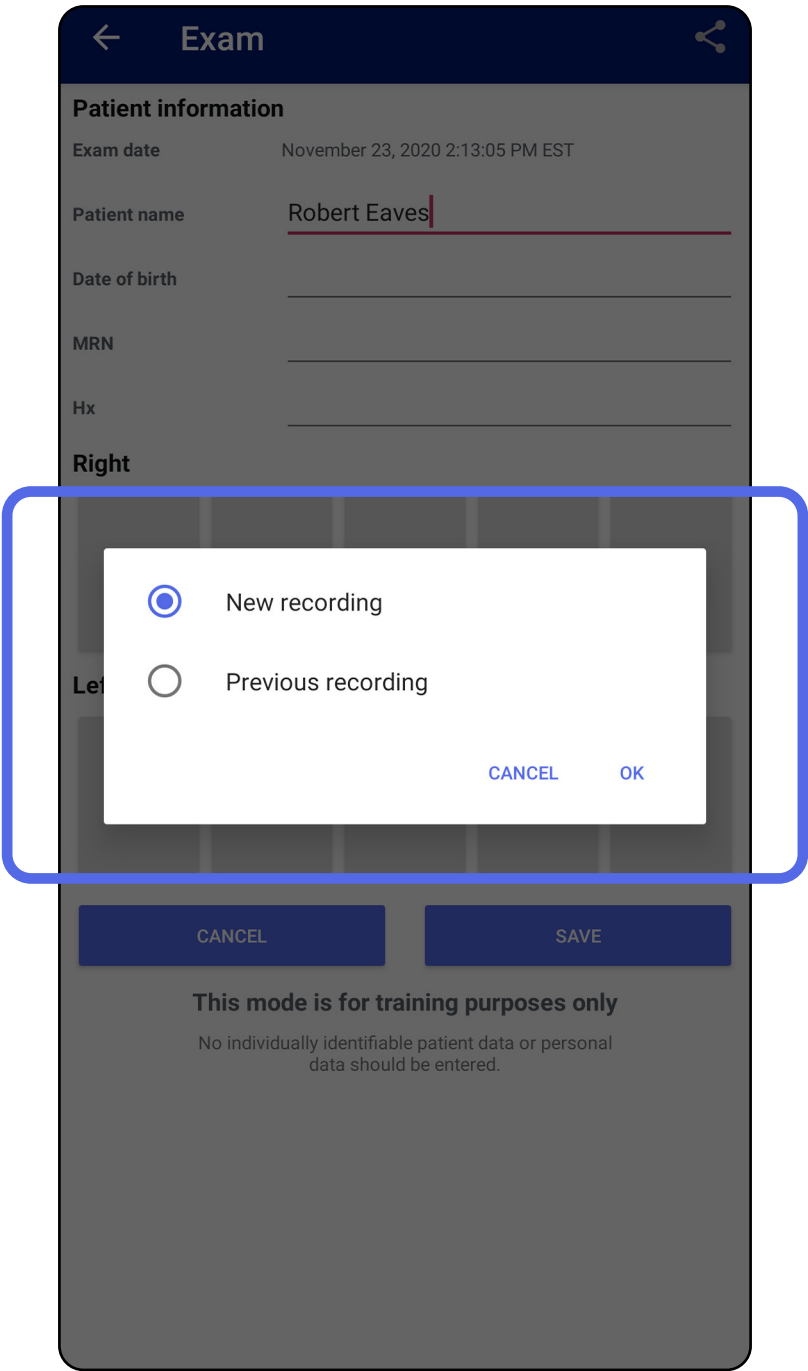 Exam
Patient information
Exam date November 23, 2020 2:13:05 PM EST
Patient name Robert Eaves
Date of birth
MRN
Hx
Right
New recording
Lef
Previous recording
CANCEL OK
CANCEL SAVE
This mode is for training purposes only
No individually identifiable patient data or personal
data should be entered.